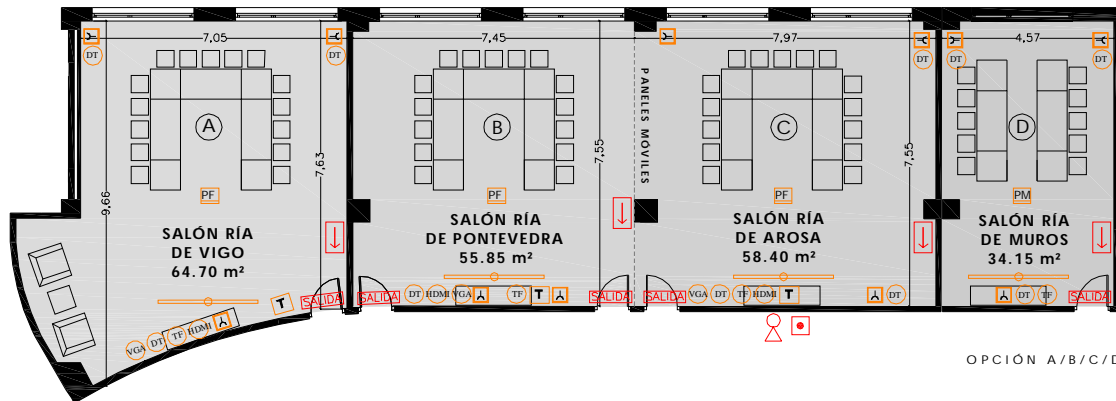 7,05
7,45
7,97
4,57
DT
DT
DT
DT
DT
PANELES MÓVILES
A
B
C
D
9,66
7,63
7,55
7,55
PF
PF
PF
PM
SALÓN RÍA
DE VIGO
64.70 m²
SALÓN RÍA
DE PONTEVEDRA
55.85 m²
SALÓN RÍA
DE AROSA
58.40 m²
SALÓN RÍA
DE MUROS
34.15 m²
VGA DT TF HDMI T SALIDA
SALIDA DT HDMI VGA TF T SALIDA
SALIDA VGA DT TF HDMI T DT
DT TF SALIDA
OPCIÓN A/B/C/D